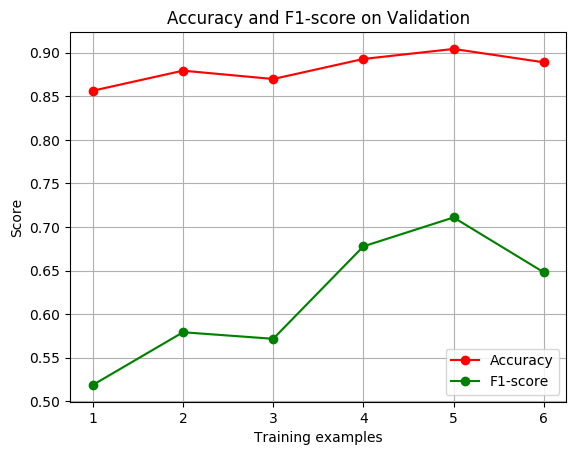 Accuracy and F1-score on Validation
0.90
0.85
0.80
0.75
0.70
0.65
0.60
0.55
0.50
Score
Accuracy
F1-score
1 2 3 4 5 6
Training examples